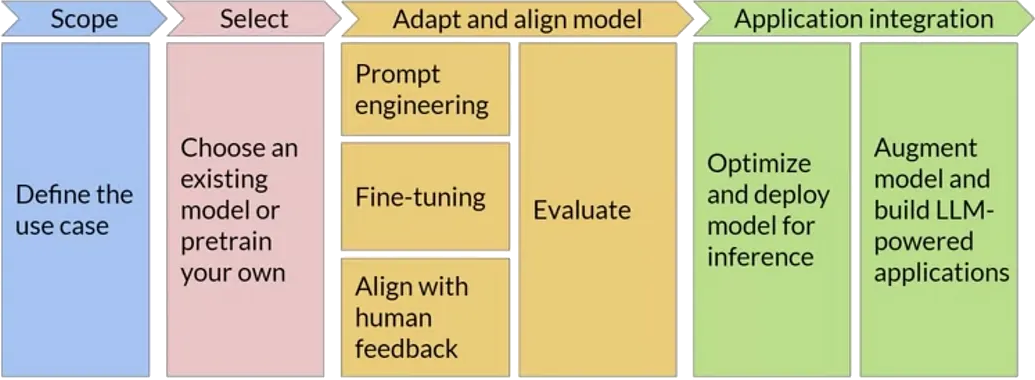 Scope
Select
Adapt and align model
Application integration
Define the
use case
Choose an
existing
model or
pretrain
your own
Prompt
engineering
Fine-tuning
Align with
human
feedback
Evaluate
Optimize
and deploy
model for
inference
Augment
model and
build LLM-
powered
applications